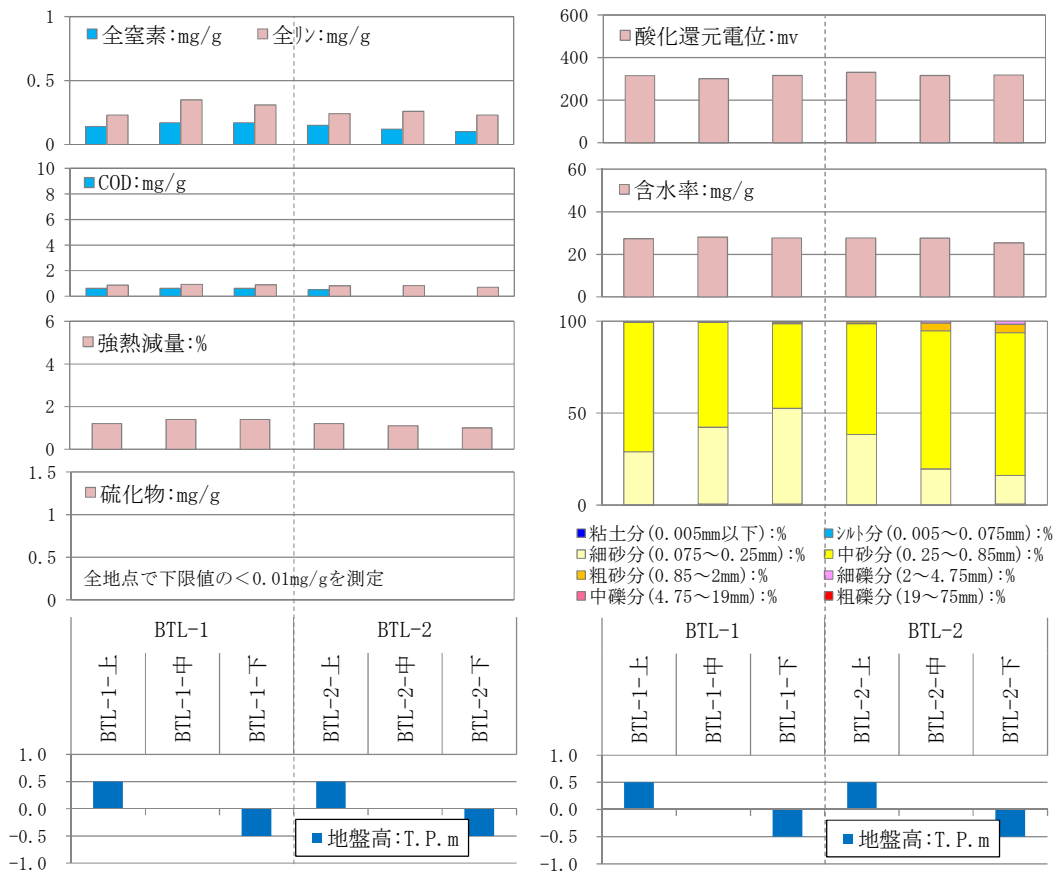 1
0.5
0
全窒素:mg/g 全リン:mg/g
10
8
6
4
2
0
COD:mg/g
6
4
2
0
強熱減量:%
1.5
1
0.5
0
硫化物:mg/g
全地点で下限値の<0.01mg/gを測定
BTL-1 BTL-2
BTL-1-上
BTL-1-中
BTL-1-下
BTL-2-上
BTL-2-中
BTL-2-下
1.0
0.5
0.0
-0.5
-1.0
地盤高:T.P.m
600
400
200
0
酸化還元電位:mv
60
40
20
0
含水率:mg/g
100
50
0
粘土分(0.005mm以下):% シルト分(0.005～0.075mm):%
細砂分(0.075～0.25mm):% 中砂分(0.25～0.85mm):%
粗砂分(0.85～2mm):% 細礫分(2～4.75mm):%
中礫分(4.75～19mm):% 粗礫分(19～75mm):%
BTL-1 BTL-2
BTL-1-上
BTL-1-中
BTL-1-下
BTL-2-上
BTL-2-中
BTL-2-下
1.0
0.5
0.0
-0.5
-1.0
地盤高:T.P.m